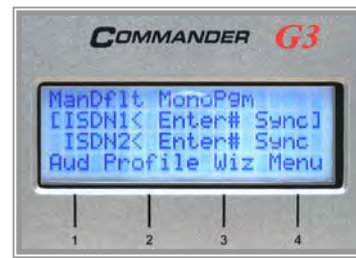 COMMANDER G3
ManDflt MonoPgm
[ISDN1< Enter# Sync]
ISDN2< Enter# Sync
Aud Profile Wiz Menu
1 2 3 4